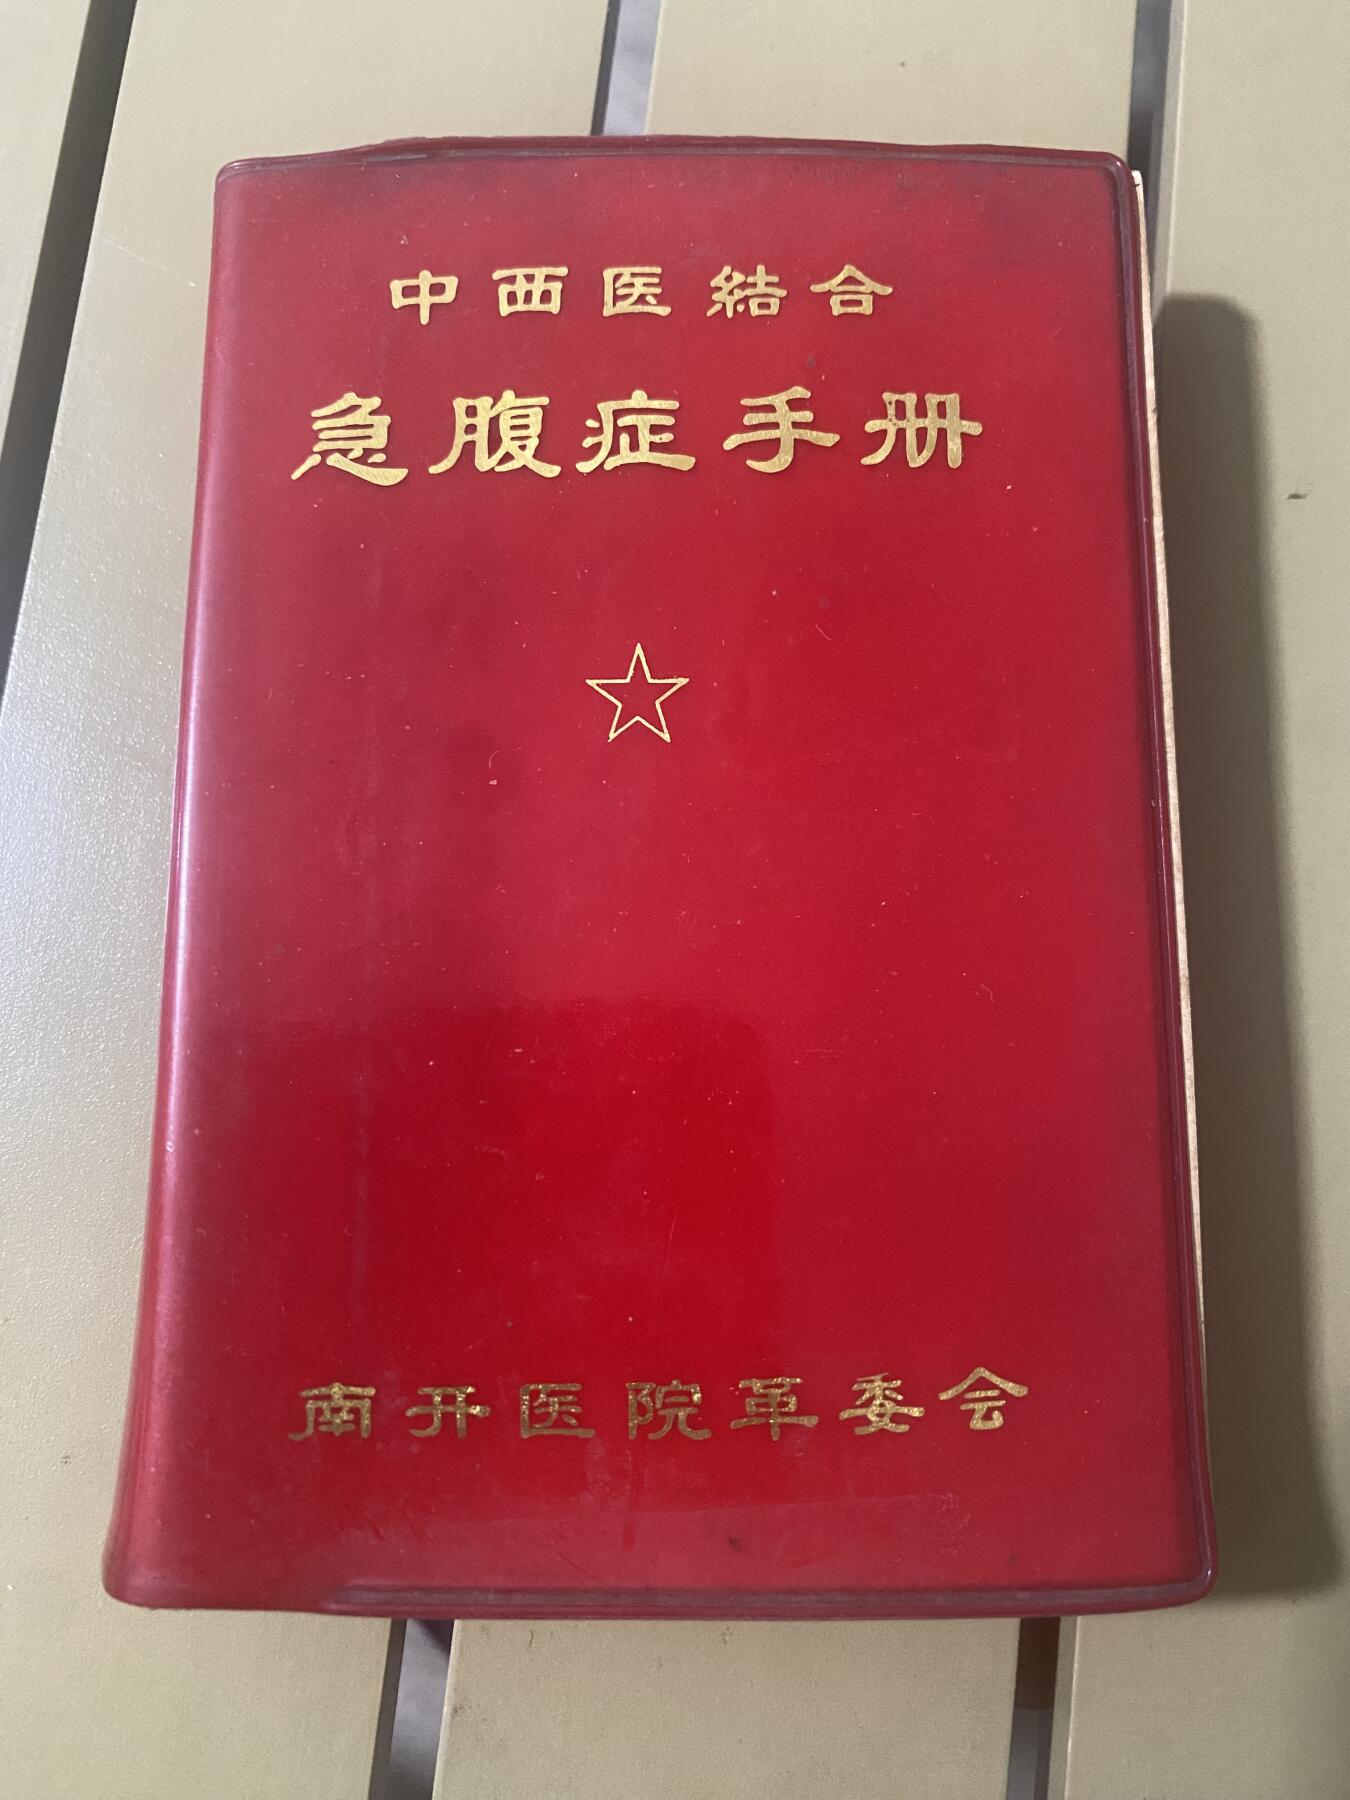 中西医結合
急腹症手册
南开医院革委会